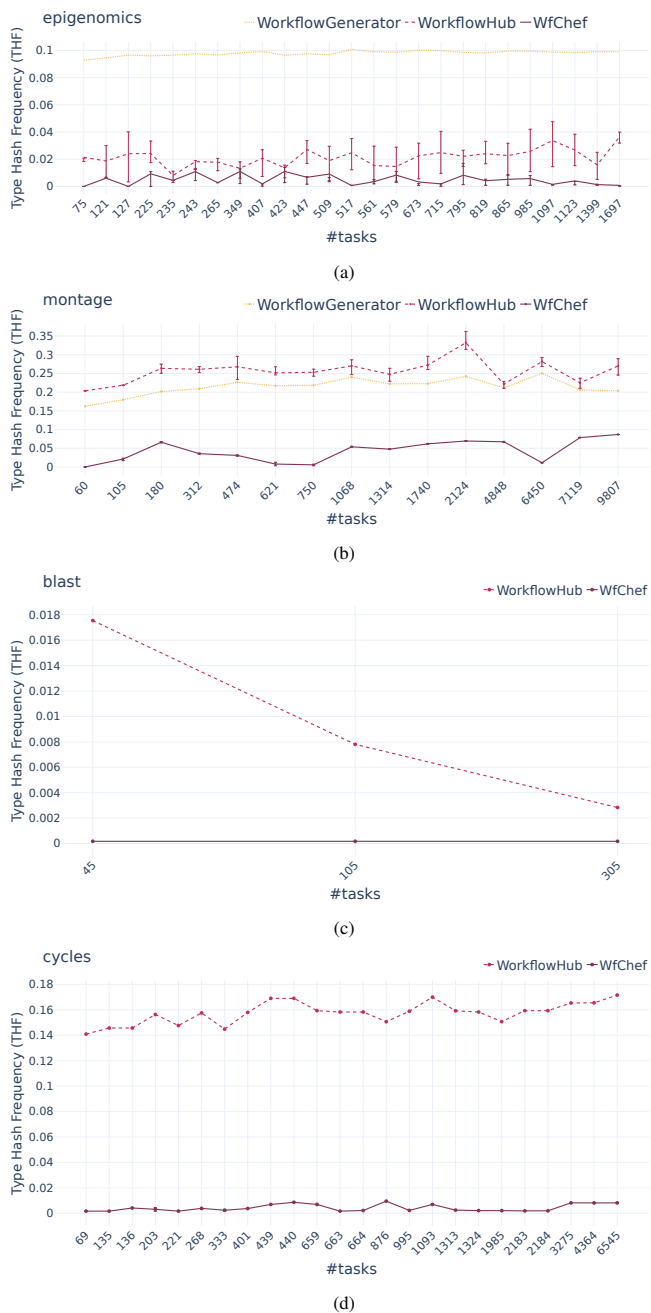 epigenomics
WorkflowGenerator WorkflowHub WfChef
Type Hash Frequency (THF)
0.1
0.08
0.06
0.04
0.02
0
75 121 127 225 235 243 265 349 407 423 447 509 517 561 579 673 715 795 819 865 985 1097 1123 1399 1697
#tasks
(a)
montage
WorkflowGenerator WorkflowHub WfChef
Type Hash Frequency (THF)
0.35
0.3
0.25
0.2
0.15
0.1
0.05
0
60 105 180 312 474 621 750 1068 1314 1740 2124 4848 6450 7119 9807
#tasks
(b)
blast
WorkflowHub WfChef
Type Hash Frequency (THF)
0.018
0.016
0.014
0.012
0.01
0.008
0.006
0.004
0.002
0
45 105 305
#tasks
(c)
cycles
WorkflowHub WfChef
Type Hash Frequency (THF)
0.18
0.16
0.14
0.12
0.1
0.08
0.06
0.04
0.02
0
69 135 136 203 221 268 333 401 439 440 659 663 664 876 995 1093 1313 1324 1985 2183 2184 3275 4364 6545
#tasks
(d)